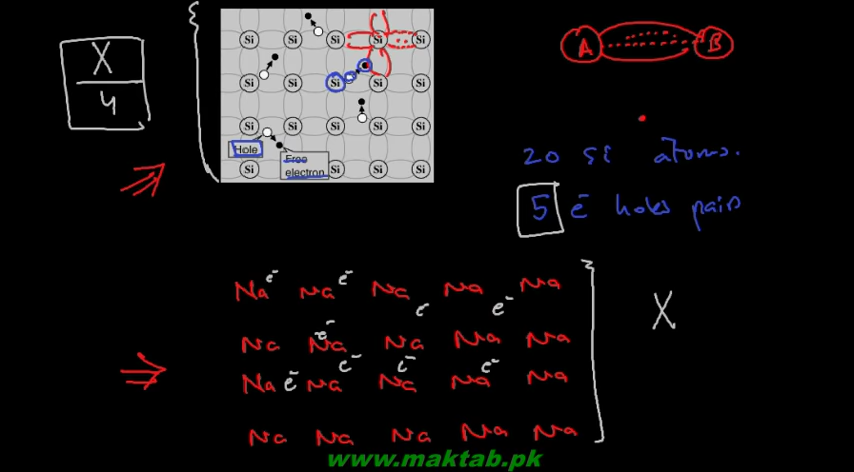 X
4
Si Si Si Si Si
Si Si Si Si Si
Si Si Si Si Si
Hole
Free
electron
Si Si Si Si
A B
20 Si atoms.
5 e holes pairs
Na e⁻ Na e⁻ Na e⁻ Na e⁻ Na
Na Na e⁻ Na Na Na
Na e⁻ Na e⁻ Na e⁻ Na e⁻ Na
Na Na Na Na Na
X
www.maktab.pk